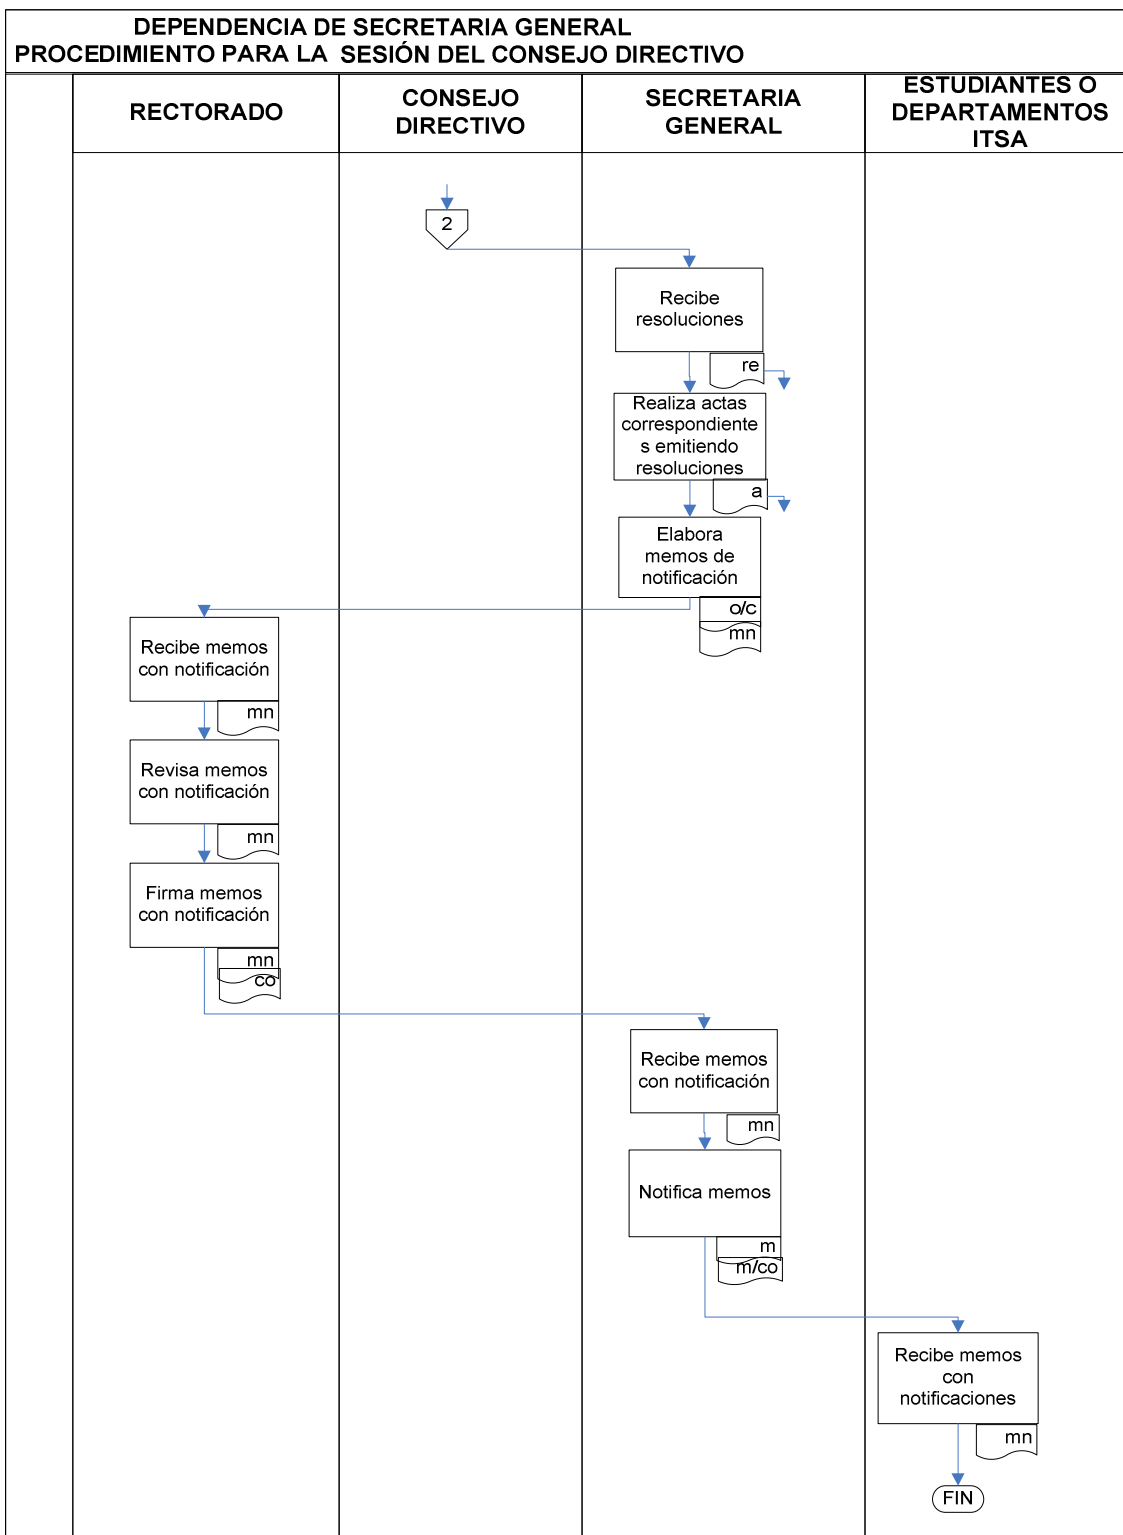 DEPENDENCIA DE SECRETARIA GENERAL
PROCEDIMIENTO PARA LA SESIÓN DEL CONSEJO DIRECTIVO
RECTORADO
CONSEJO
DIRECTIVO
SECRETARIA
GENERAL
ESTUDIANTES O
DEPARTAMENTOS
ITSA
2
Recibe
resoluciones
re
Realiza actas
correspondiente
s emitiendo
resoluciones
a
Elabora
memos de
notificación
o/c
mn
Recibe memos
con notificación
mn
Revisa memos
con notificación
mn
Firma memos
con notificación
mn
co
Recibe memos
con notificación
mn
Notifica memos
m
m/co
Recibe memos
con
notificaciones
mn
FIN